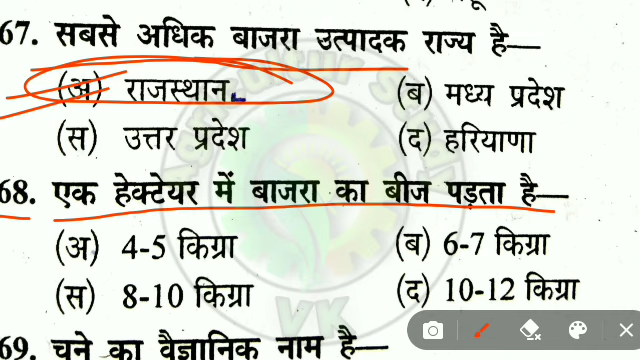 67. सबसे अधिक बाजरा उत्पादक राज्य है—
(अ) राजस्थान (ब) मध्य प्रदेश
(स) उत्तर प्रदेश (द) हरियाणा
68. एक हेक्टेयर में बाजरा का बीज पड़ता है—
(अ) 4-5 किग्रा (ब) 6-7 किग्रा
(स) 8-10 किग्रा (द) 10-12 किग्रा
VK
69. चने का वैज्ञानिक नाम है—